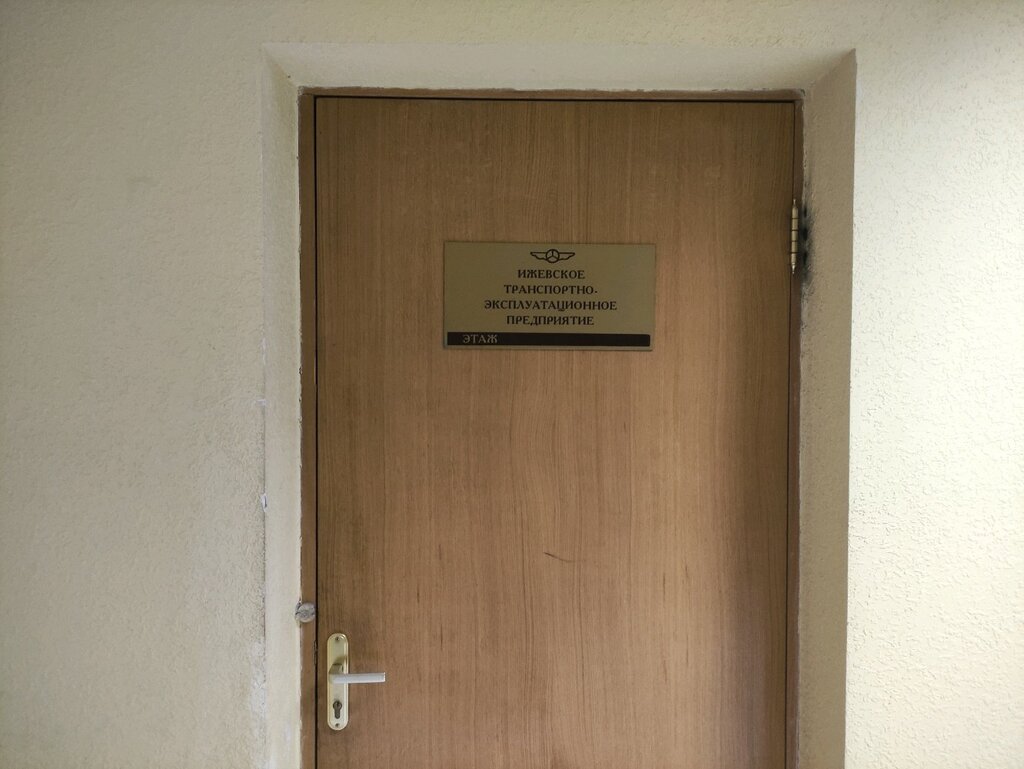 ИЖЕВСКОЕ
ТРАНСПОРТНО-
ЭКСПЛУАТАЦИОННОЕ
ПРЕДПРИЯТИЕ
ЭТАЖ